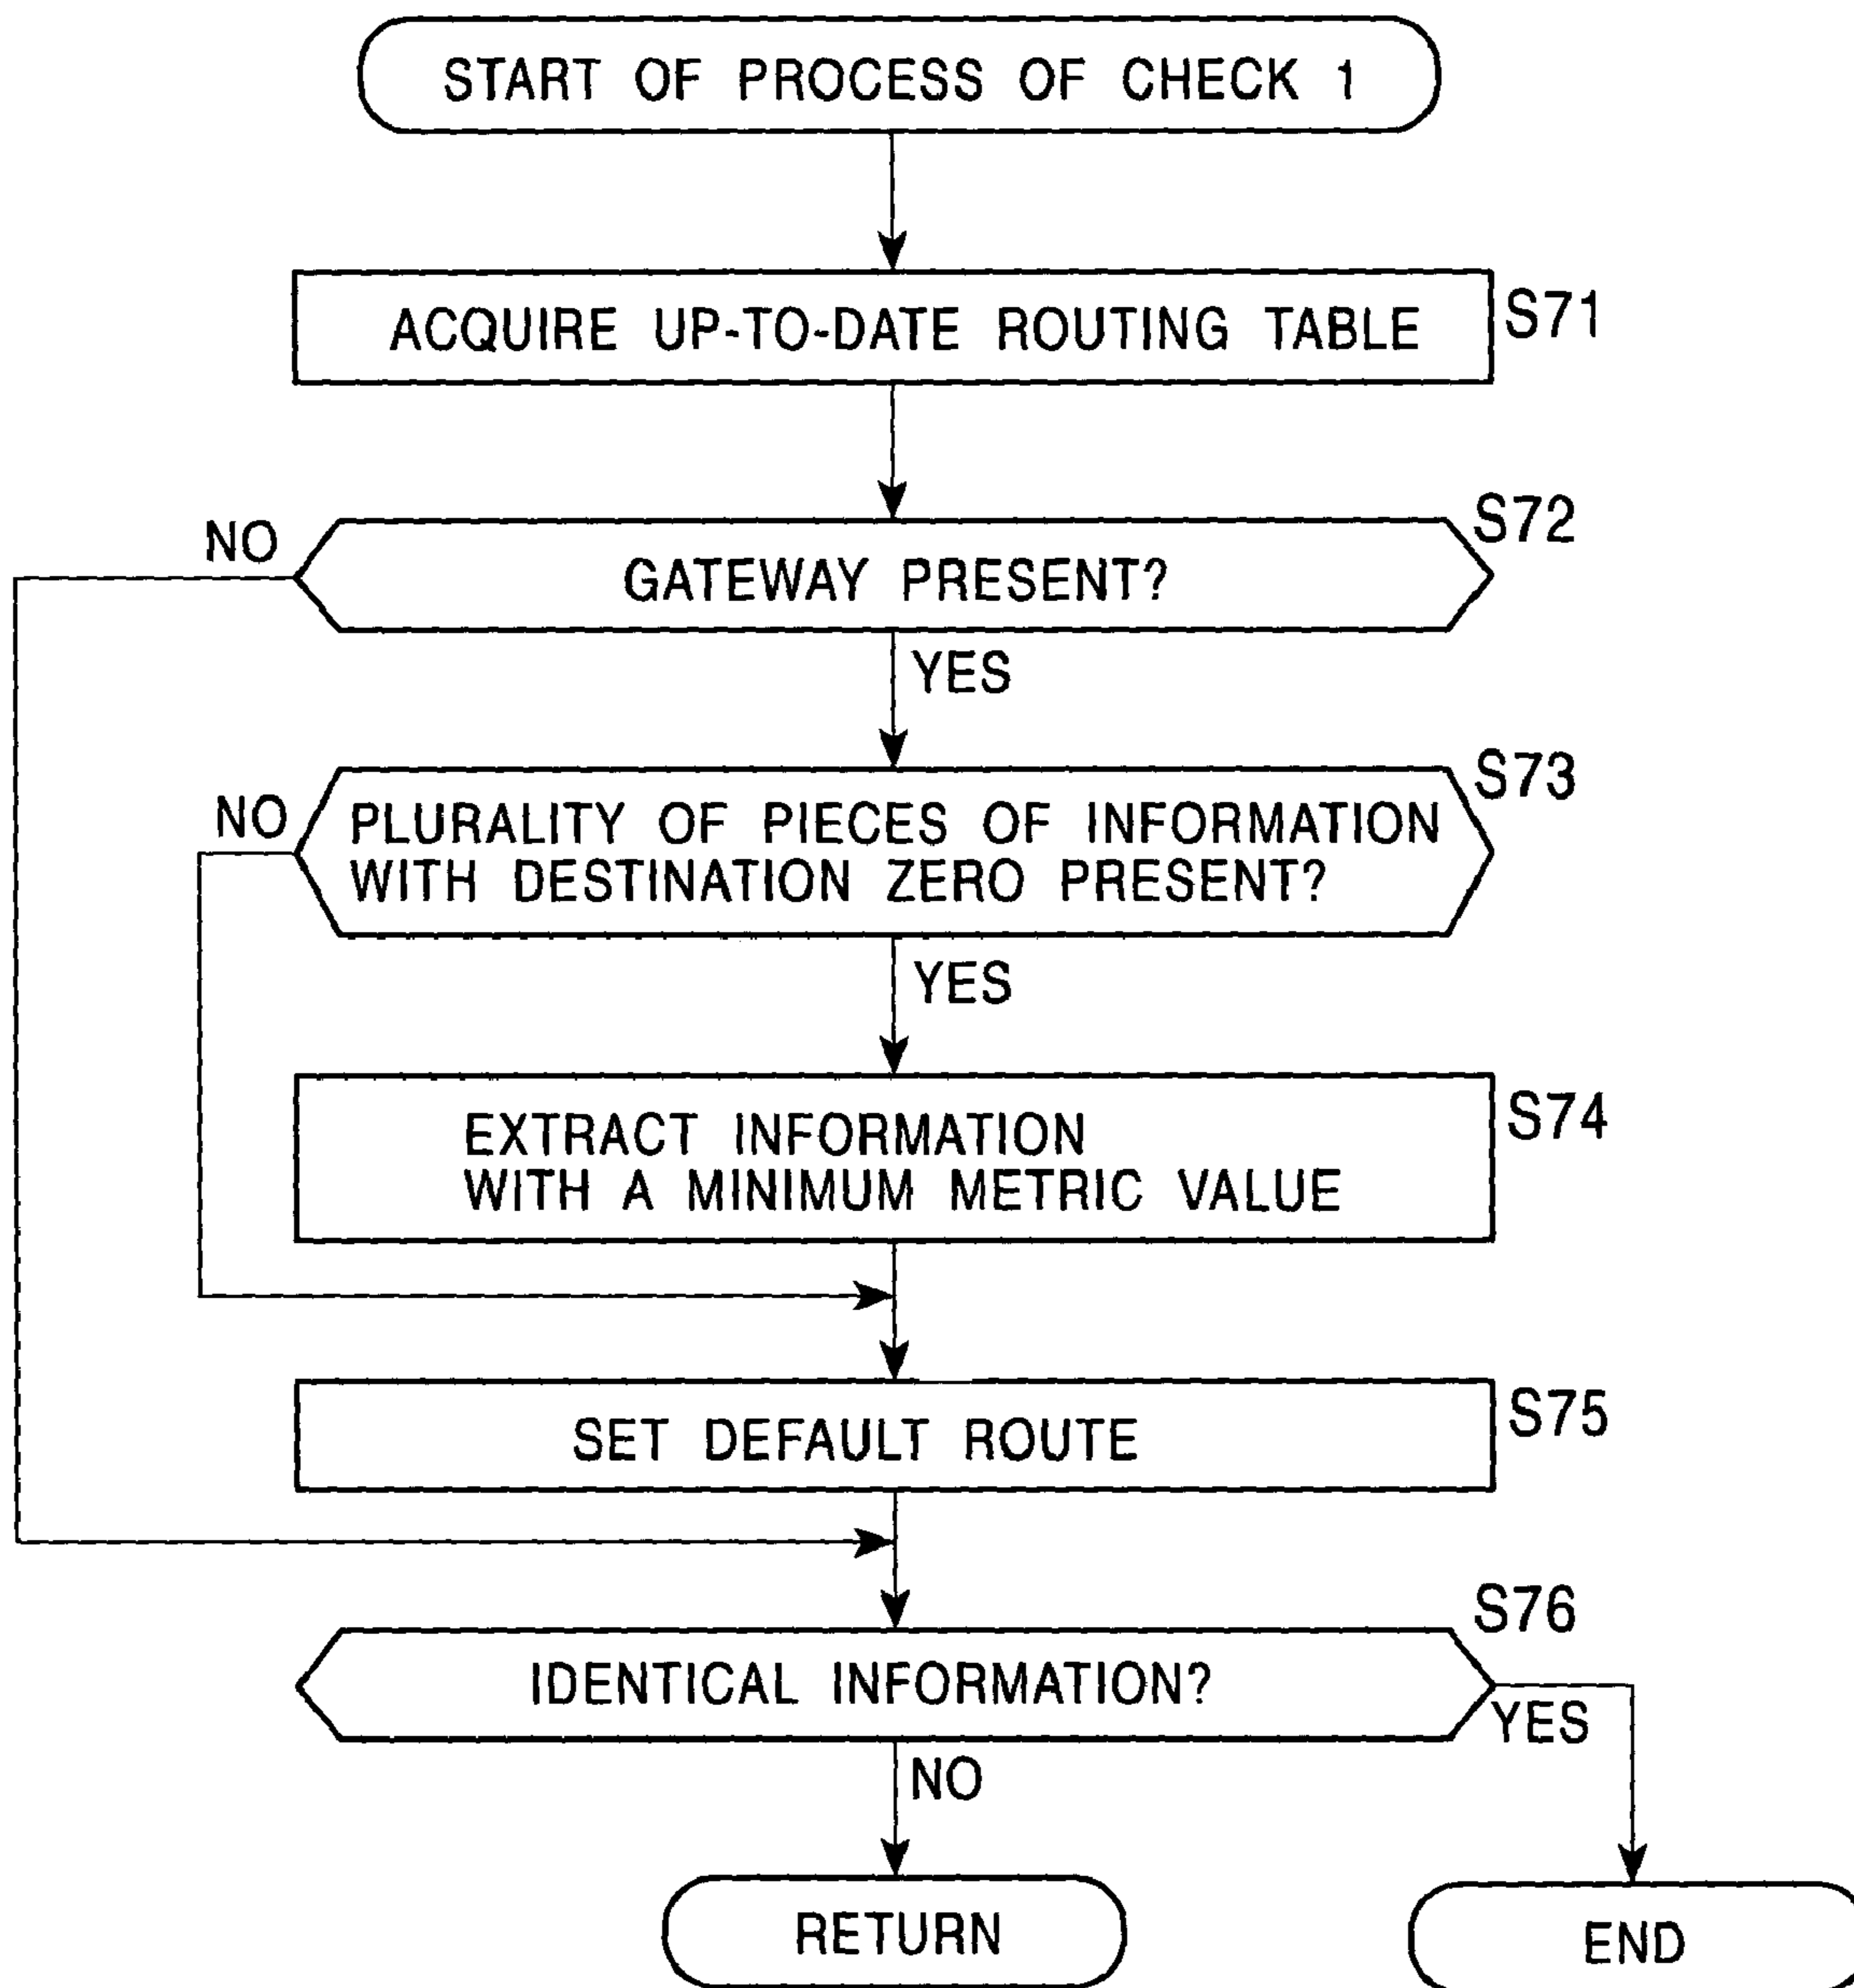 START OF PROCESS OF CHECK 1
ACQUIRE UP-TO-DATE ROUTING TABLE
S71
S72
NO
GATEWAY PRESENT?
YES
S73
NO
PLURALITY OF PIECES OF INFORMATION
WITH DESTINATION ZERO PRESENT?
YES
S74
EXTRACT INFORMATION
WITH A MINIMUM METRIC VALUE
S75
SET DEFAULT ROUTE
S76
IDENTICAL INFORMATION?
YES
NO
RETURN
END